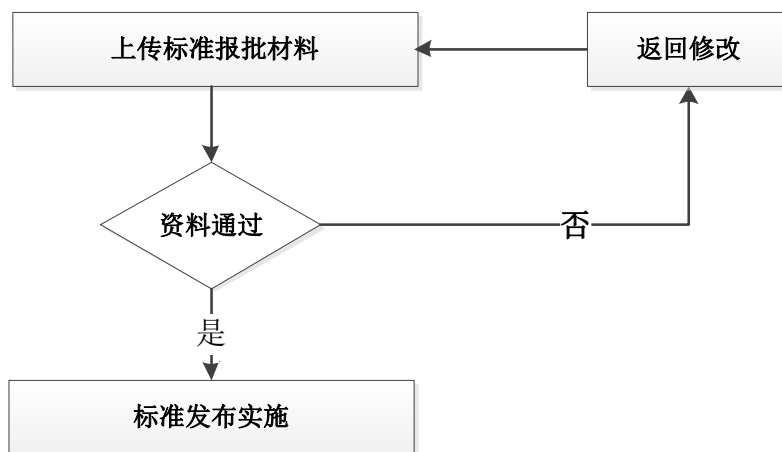 上传标准报批材料
返回修改
资料通过
否
是
标准发布实施